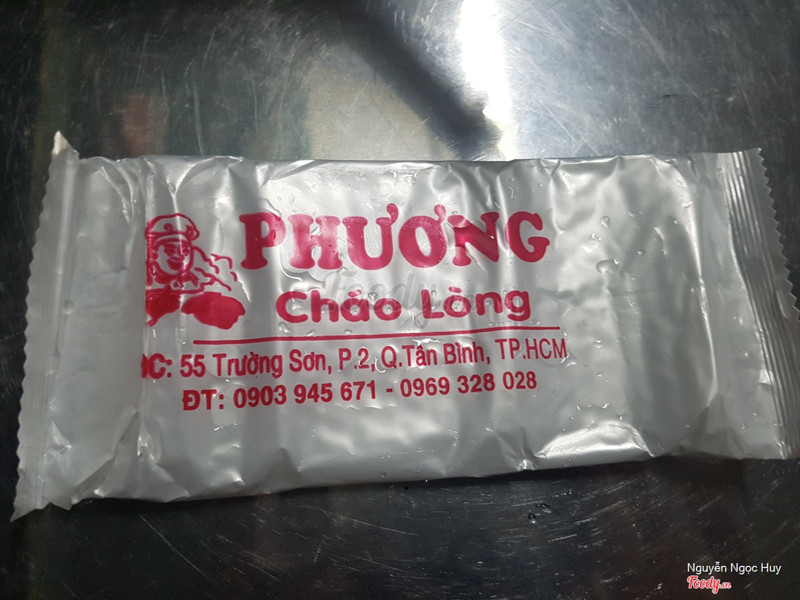 PHƯƠNG
Cháo Lòng
ĐC: 55 Trường Sơn, P.2, Q.Tân Bình, TP.HCM
ĐT: 0903 945 671 - 0969 328 028
Foody
Nguyễn Ngọc Huy
Foody.vn